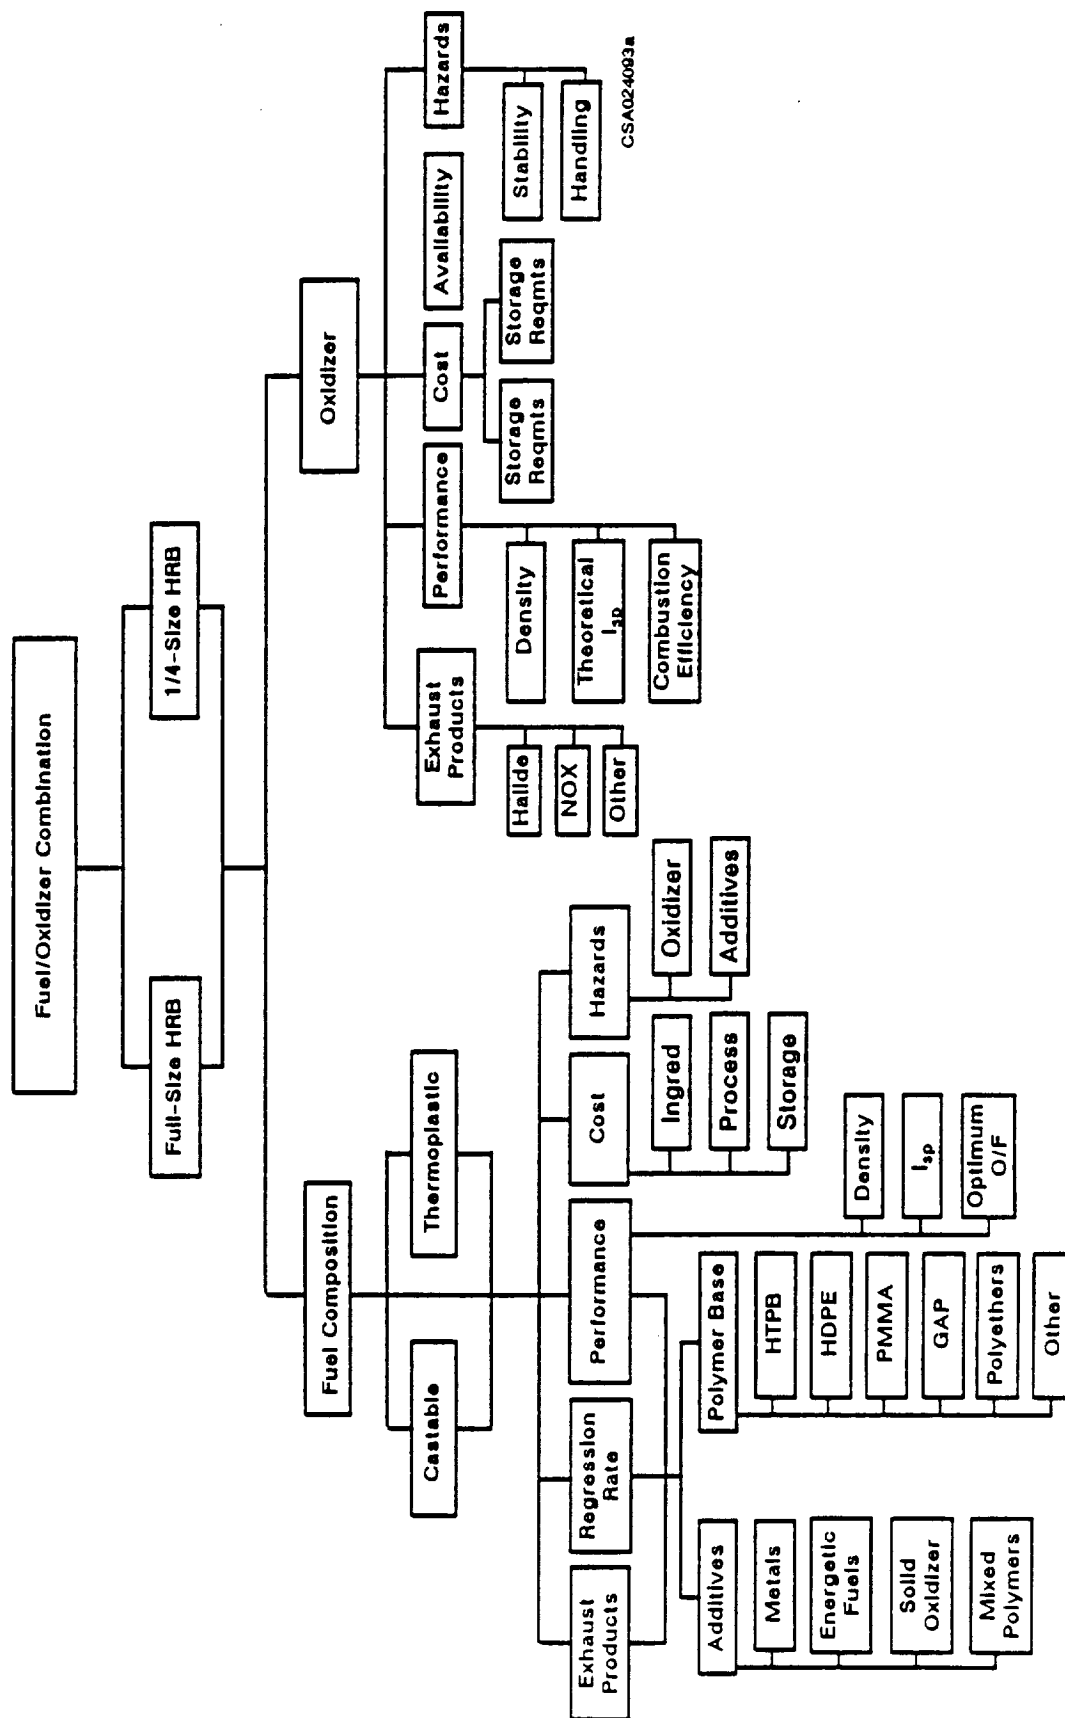 Fuel/Oxidizer Combination
Full-Size HRB
1/4-Size HRB
Fuel Composition
Oxidizer
Castable
Thermoplastic
Exhaust
Products
Regression
Rate
Performance
Cost
Hazards
Additives
Metals
Energetic
Fuels
Solid
Oxidizer
Mixed
Polymers
Polymer Base
HTPB
HDPE
PMMA
GAP
Polyethers
Other
Density
Isp
Optimum
O/F
Ingred
Process
Storage
Oxidizer
Additives
Exhaust
Products
Performance
Cost
Availability
Hazards
Halide
NOX
Other
Density
Theoretical
Isp
Combustion
Efficiency
Storage
Reqmts
Storage
Reqmts
Stability
Handling
CSA024093a